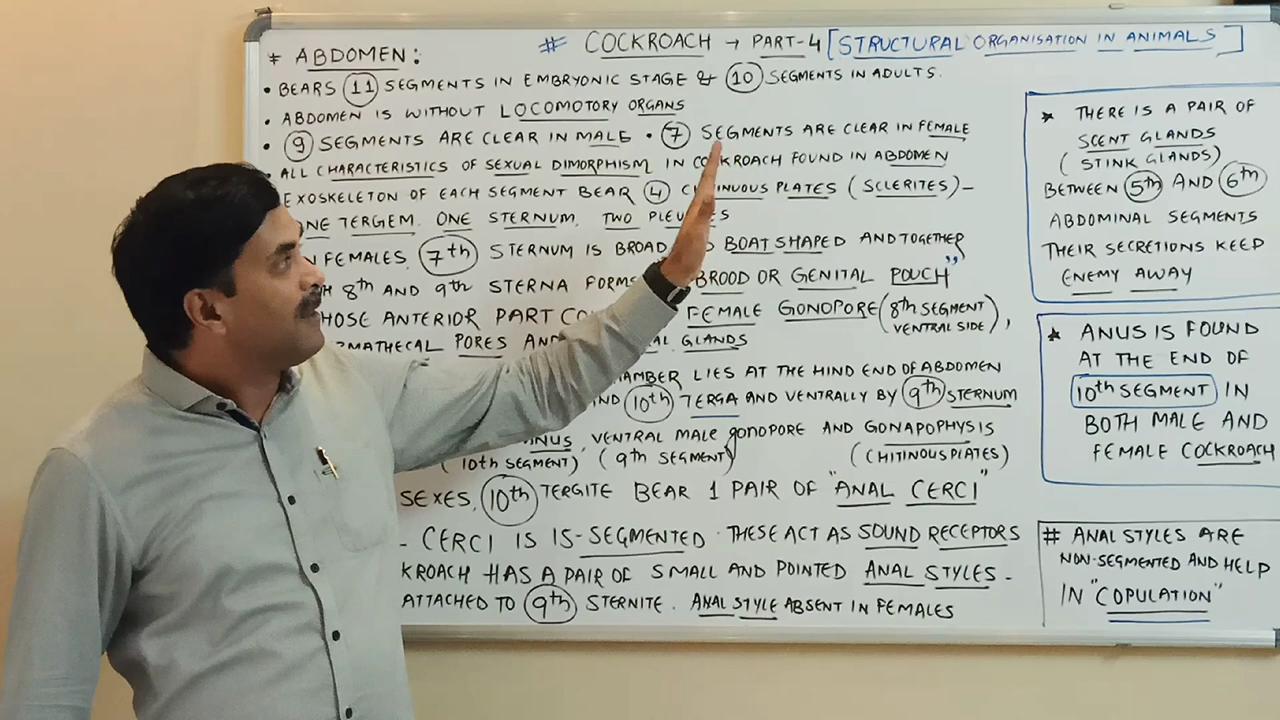 # COCKROACH → PART-4 [STRUCTURAL ORGANISATION IN ANIMALS]
* ABDOMEN:
• BEARS 11 SEGMENTS IN EMBRYONIC STAGE & 10 SEGMENTS IN ADULTS.
• ABDOMEN IS WITHOUT LOCOMOTORY ORGANS
• 9 SEGMENTS ARE CLEAR IN MALE • 7 SEGMENTS ARE CLEAR IN FEMALE
• ALL CHARACTERISTICS OF SEXUAL DIMORPHISM IN COCKROACH FOUND IN ABDOMEN
EXOSKELETON OF EACH SEGMENT BEAR 4 PLATES (SCLERITES)-
ONE TERGEM, ONE STERNUM, TWO
FEMALES, 7th STERNUM IS BROAD BOAT SHAPED AND TOGETHER
8th AND 9th STERNA FORMS BROOD OR GENITAL POUCH"
ANTERIOR PART FEMALE GONOPORE (8th SEGMENT
VENTRAL SIDE),
PORES GLANDS
LIES AT THE HIND END OF ABDOMEN
10th TERGA AND VENTRALLY BY 9th STERNUM
VENTRAL MALE gONOPORE AND GONAPOPHYSIS
(10th SEGMENT) (9th SEGMENT) (CHITINOUS PLATES)
SEXES, 10th TERGITE BEAR 1 PAIR OF "ANAL CERCI"
- CERCI IS 15-SEGMENTED. THESE ACT AS SOUND RECEPTORS
HAS A PAIR OF SMALL AND POINTED ANAL STYLES -
ATTACHED TO 9th STERNITE. ANAL STYLE ABSENT IN FEMALES
* THERE IS A PAIR OF
SCENT GLANDS
(STINK GLANDS)
BETWEEN 5th AND 6th
ABDOMINAL SEGMENTS
THEIR SECRETIONS KEEP
ENEMY AWAY
* ANUS IS FOUND
AT THE END OF
10th SEGMENT IN
BOTH MALE AND
FEMALE COCKROACH
# ANAL STYLES ARE
NON-SEGMENTED AND HELP
IN "COPULATION"